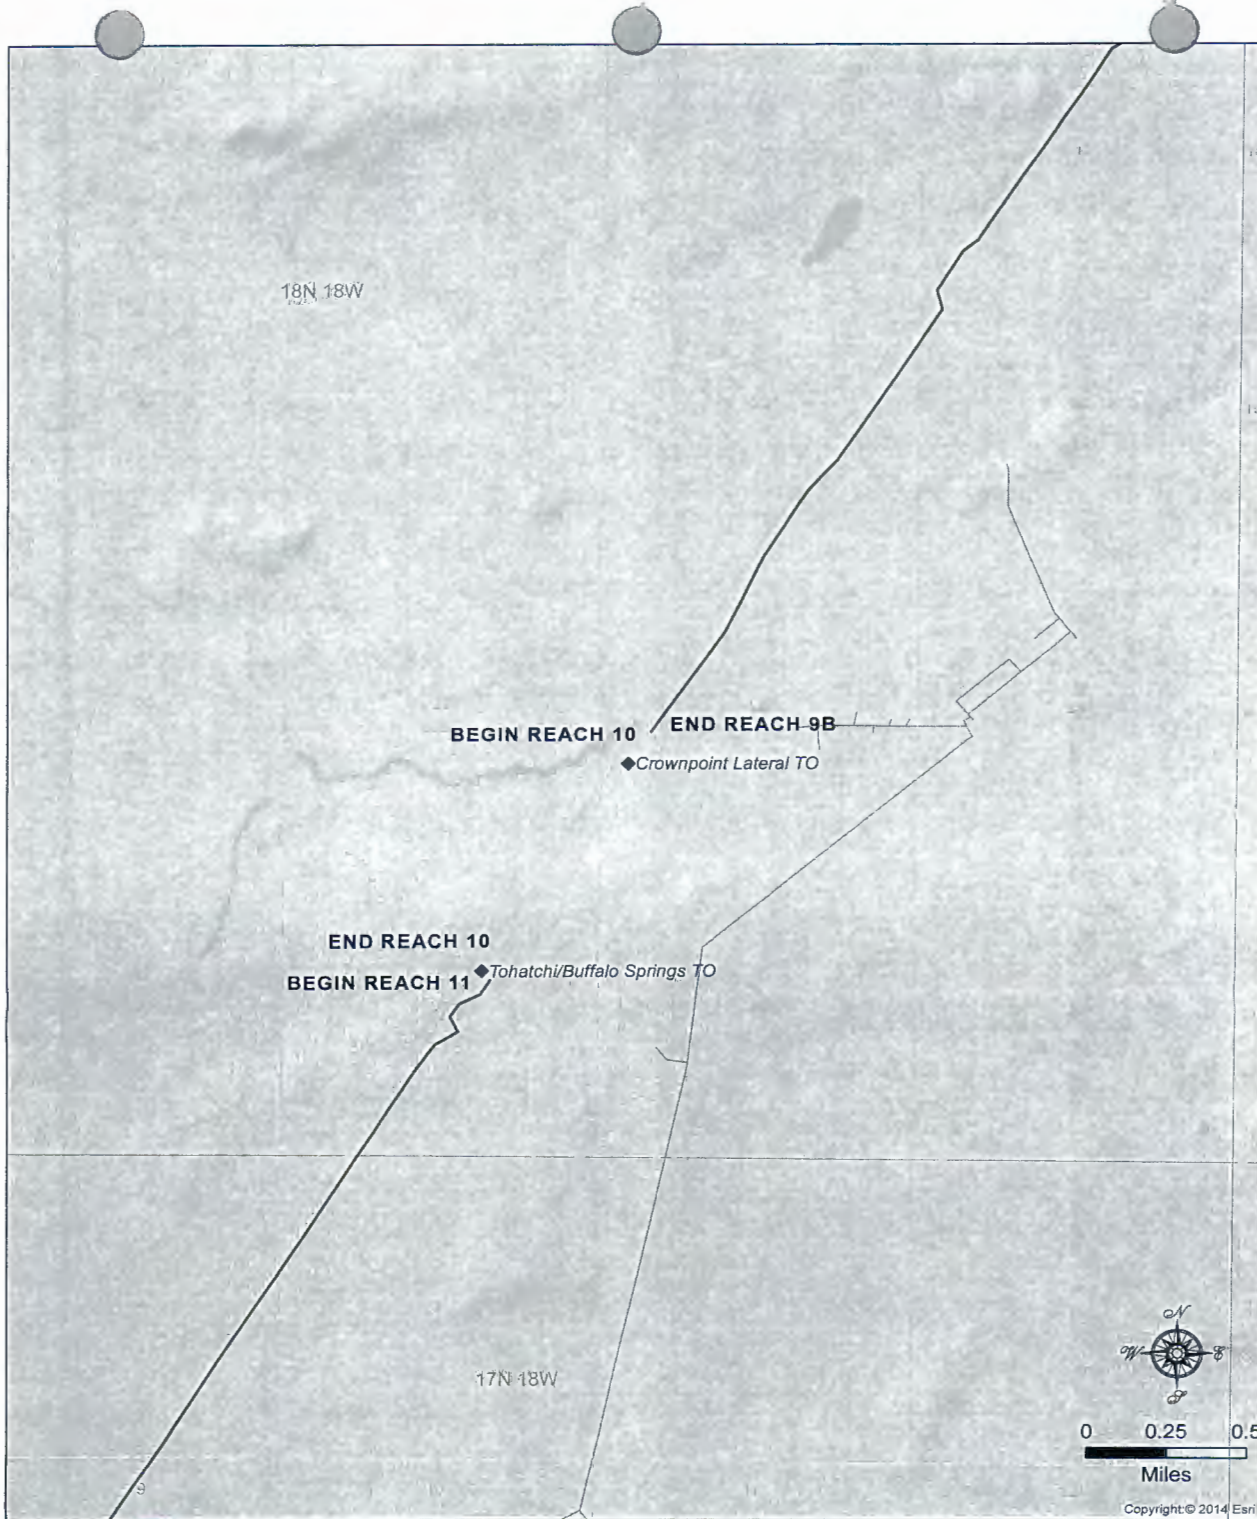 18N 18W
BEGIN REACH 10
END REACH 9B
Crownpoint Lateral TO
END REACH 10
Tohatchi/Buffalo Springs TO
BEGIN REACH 11
17N 18W
N
W
E
S
0 0.25 0.5
Miles
9
Copyright:© 2014 Esri